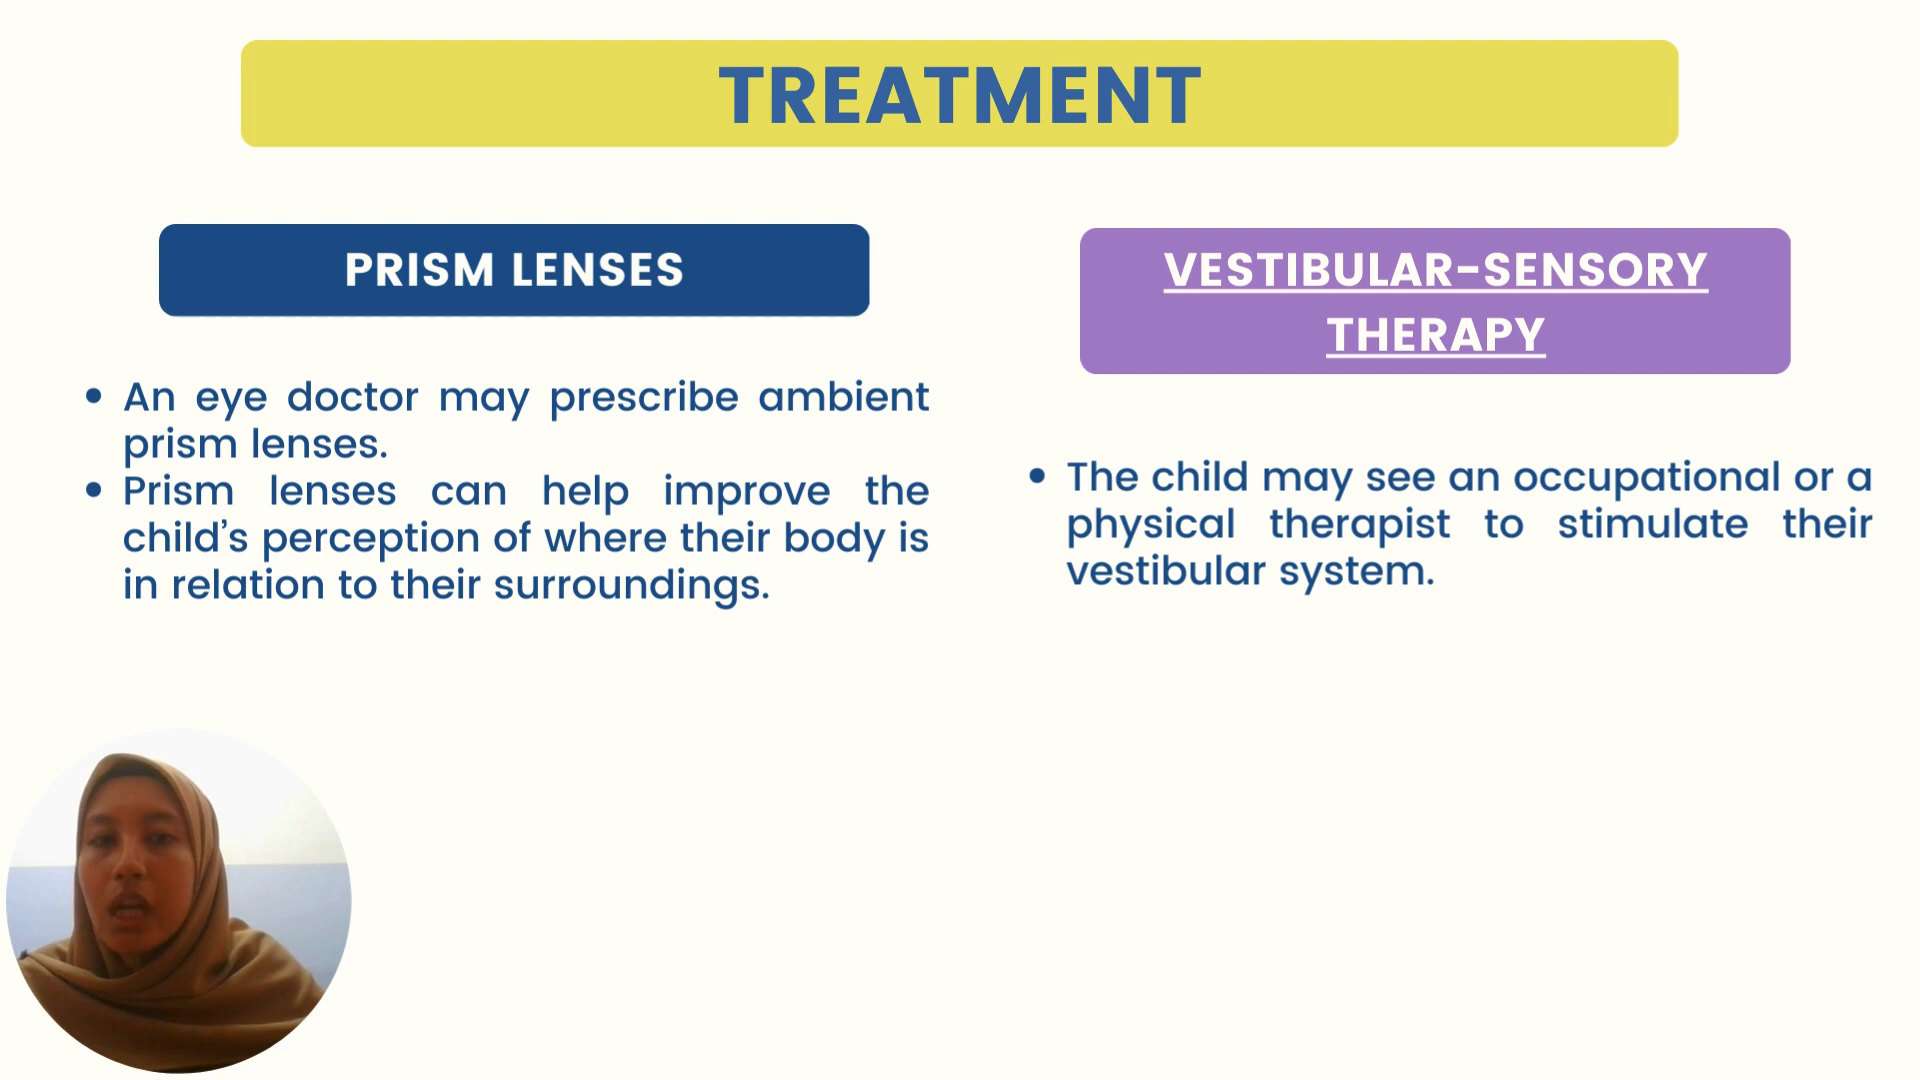 TREATMENT
PRISM LENSES
An eye doctor may prescribe ambient
prism lenses.
Prism lenses can help improve the
child’s perception of where their body is
in relation to their surroundings.
VESTIBULAR-SENSORY
THERAPY
The child may see an occupational or a
physical therapist to stimulate their
vestibular system.